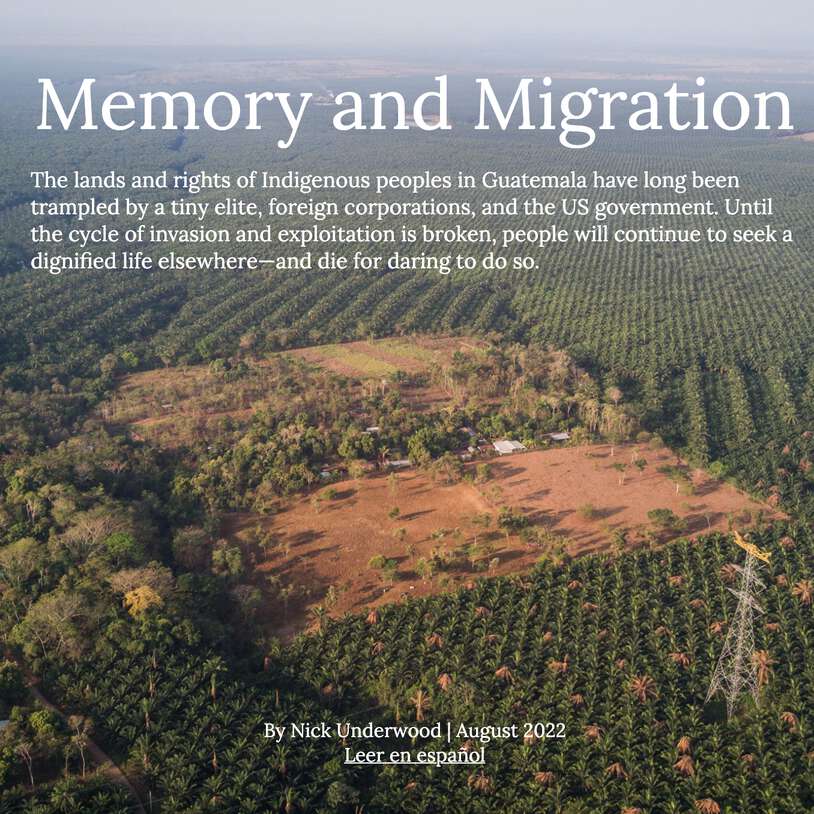 Memory and Migration
The lands and rights of Indigenous peoples in Guatemala have long been
trampled by a tiny elite, foreign corporations, and the US government. Until
the cycle of invasion and exploitation is broken, people will continue to seek a
dignified life elsewhere—and die for daring to do so.
By Nick Underwood | August 2022
Leer en español